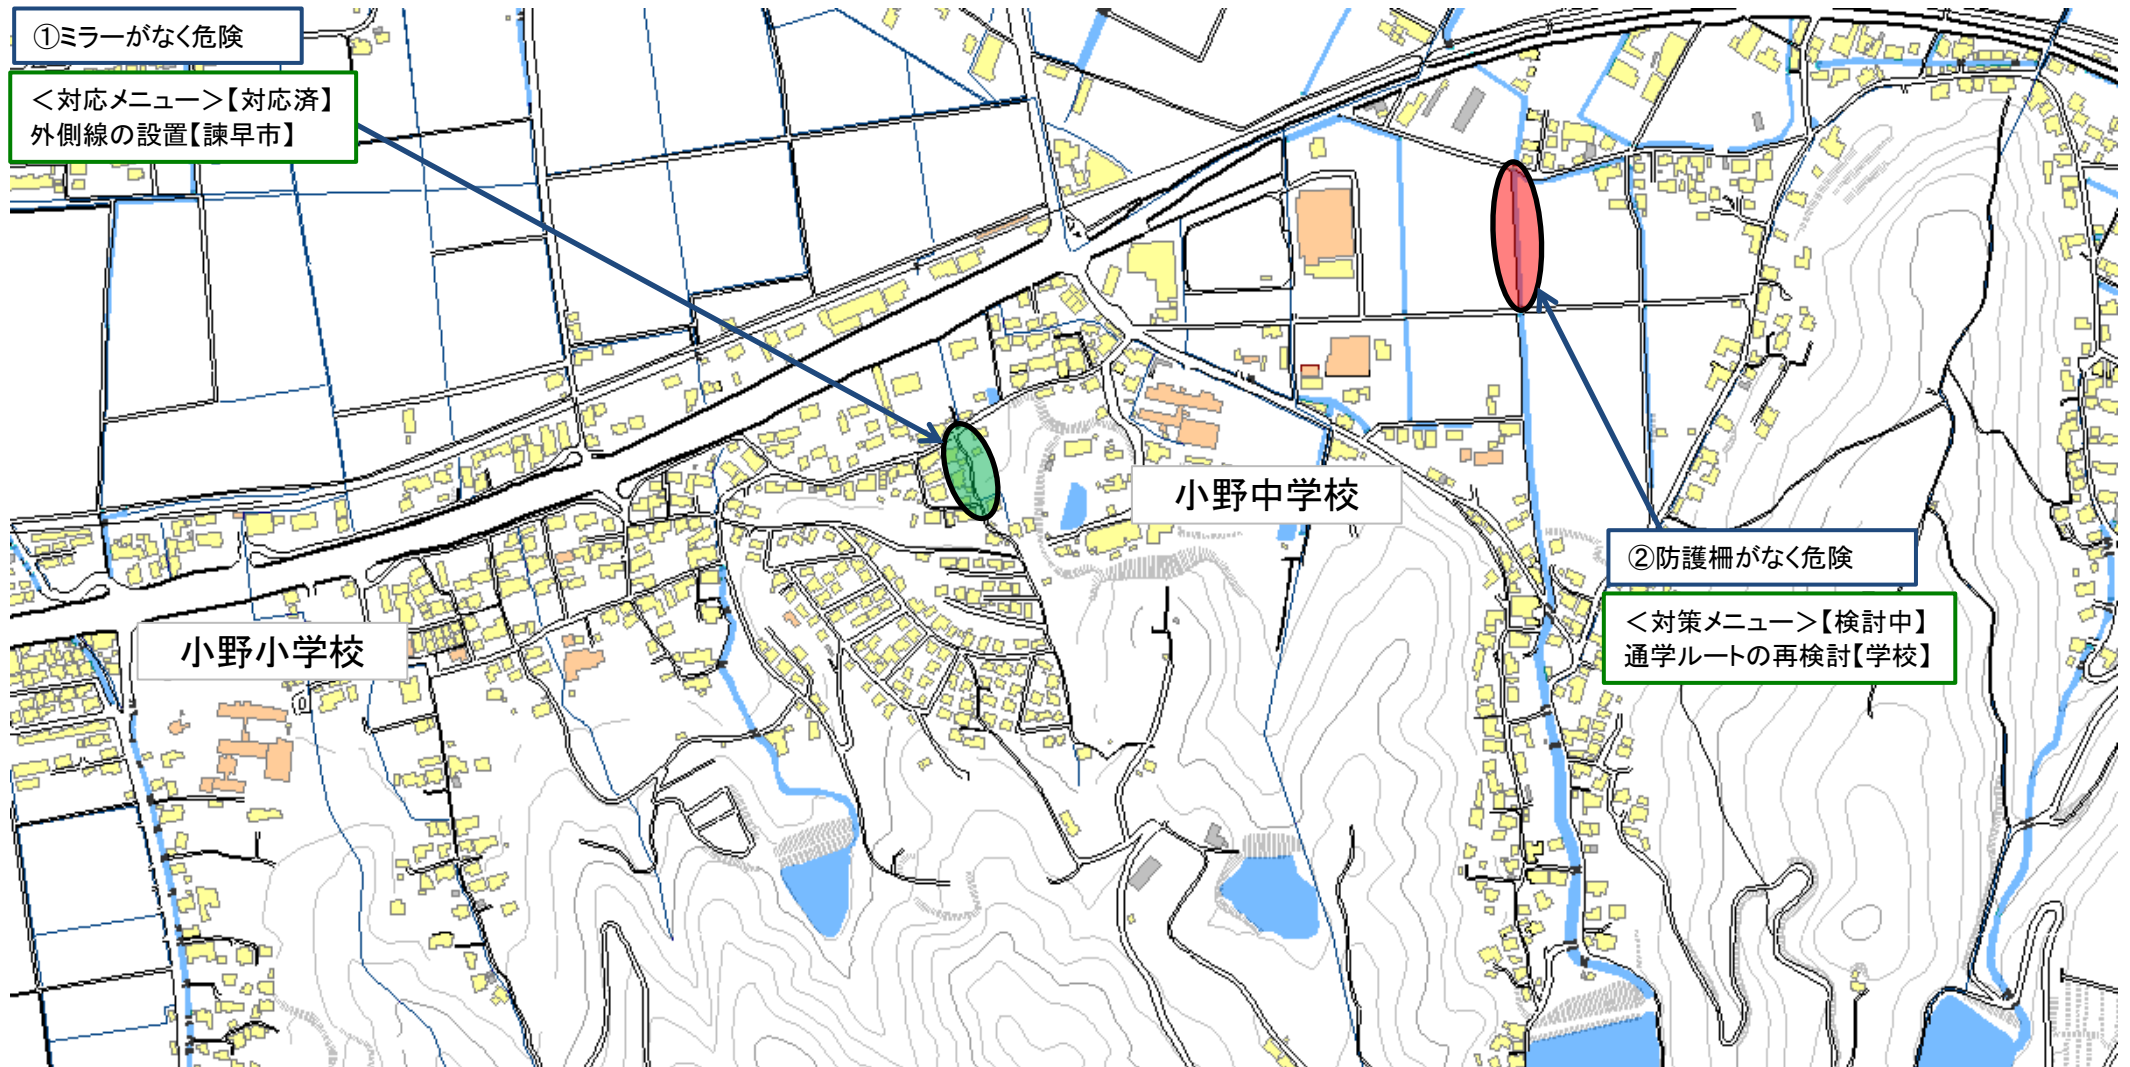 ①ミラーがなく危険
＜対応メニュー＞【対応済】
外側線の設置【諫早市】
小野中学校
②防護柵がなく危険
＜対策メニュー＞【検討中】
通学ルートの再検討【学校】
小野小学校